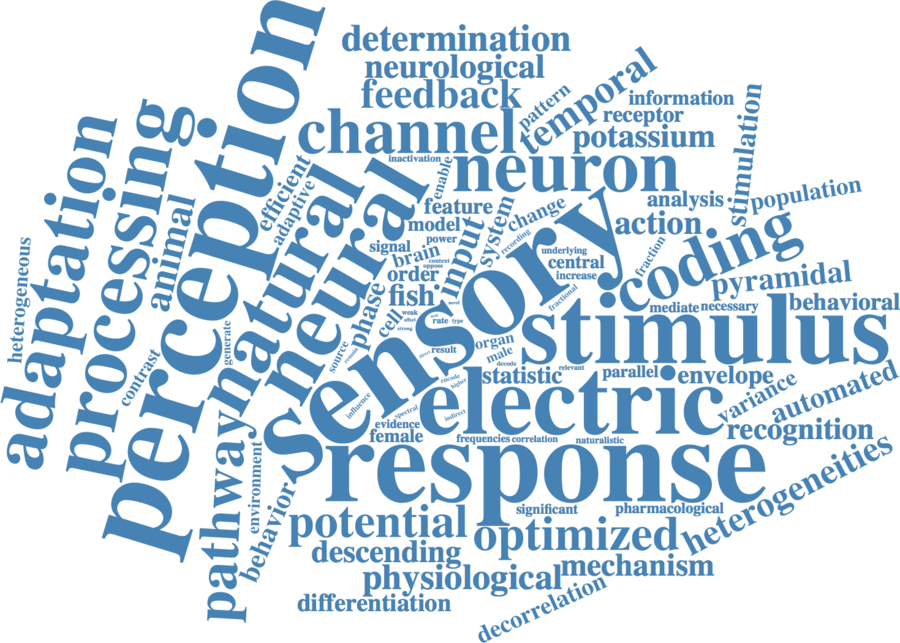 perception
determination
neurological
feedback
temporal
pattern
information
receptor
potassium
stimulation
channel
inactivation
enable
neuron
adaptation
processing
animal
efficient
adaptive
natural
neural
feature
model
power
signal
brain
context
oppose
order
fish
input
system
change
recording
analysis
population
action
fraction
coding
pyramidal
underlying
central
increase
fractional
heterogeneous
contrast
generate
source
phase
cell
weak
strong
rate
type
novel
sensory
mediate
necessary
behavioral
stimulus
organ
male
decode
direct
result
remain
relevant
statistic
parallel
envelope
variance
automated
recognition
encode
higher
influence
spectral
indirect
electric
evidence
female
frequencies
correlation
naturalistic
pathway
environment
behavior
response
significant
pharmacological
heterogeneities
potential
optimized
descending
mechanism
physiological
differentiation
decorrelation